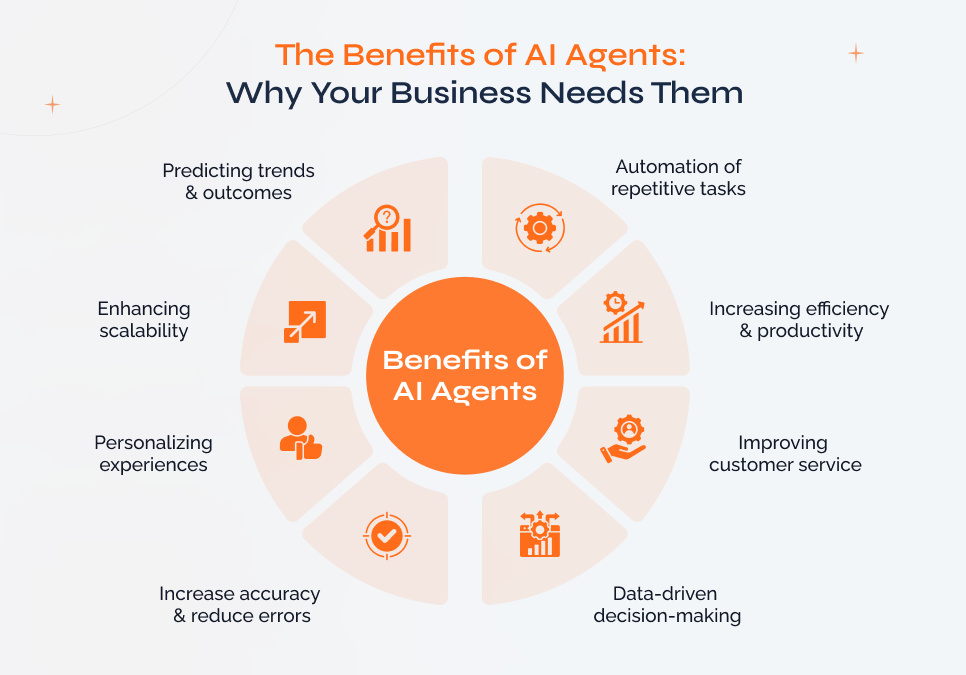 The Benefits of AI Agents:
Why Your Business Needs Them
Predicting trends
& outcomes
Automation of
repetitive tasks
Enhancing
scalability
Increasing efficiency
& productivity
Benefits of
AI Agents
Personalizing
experiences
Improving
customer service
Increase accuracy
& reduce errors
Data-driven
decision-making
?